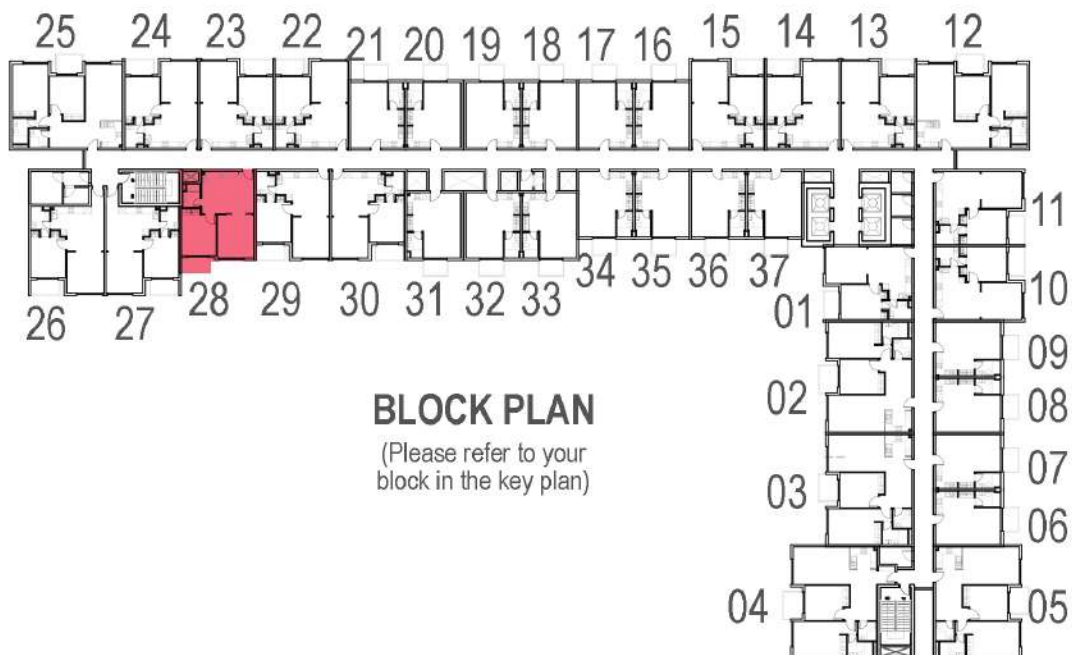 25 24 23 22 21 20 19 18 17 16 15 14 13 12
11
10
09
08
07
06
05
26 27 28 29 30 31 32 33 34 35 36 37
01
02
03
04
BLOCK PLAN
(Please refer to your
block in the key plan)